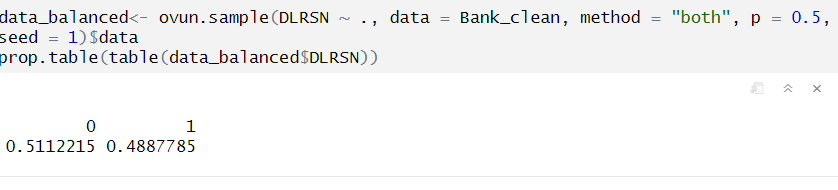 data_balanced<- ovun.sample(DLRSN ~ ., data = Bank_clean, method = "both", p = 0.5,
seed = 1)$data
prop.table(table(data_balanced$DLRSN))
0 1
0.5112215 0.4887785